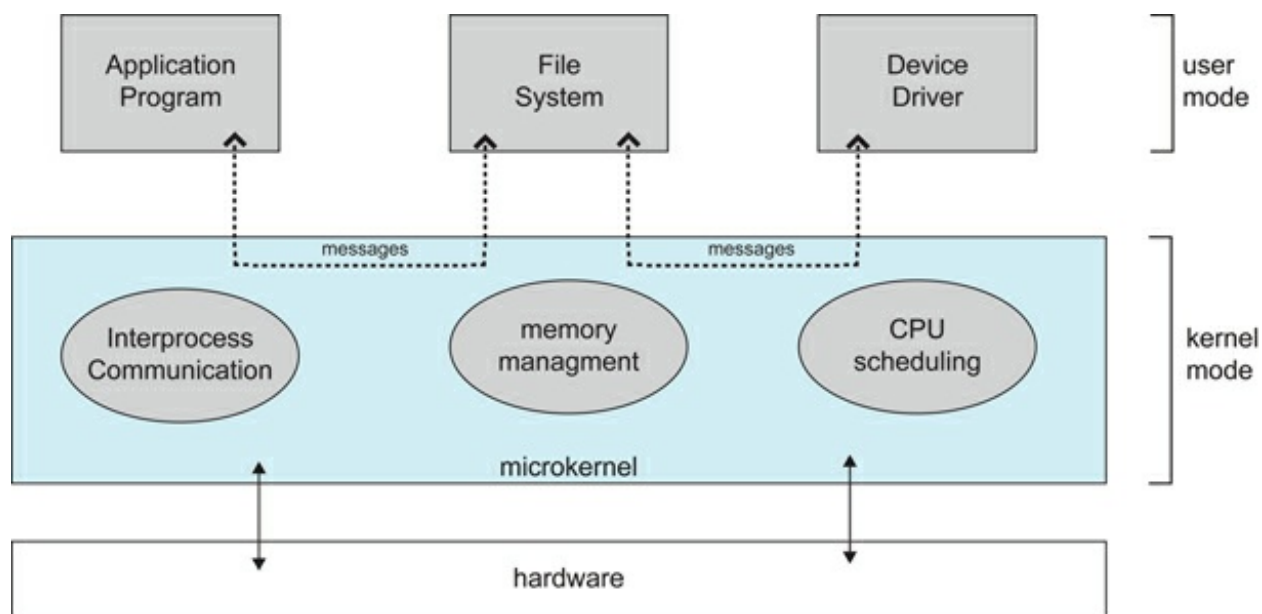 Application
Program
File
System
Device
Driver
user
mode
messages
messages
Interprocess
Communication
memory
managment
CPU
scheduling
kernel
mode
microkernel
hardware